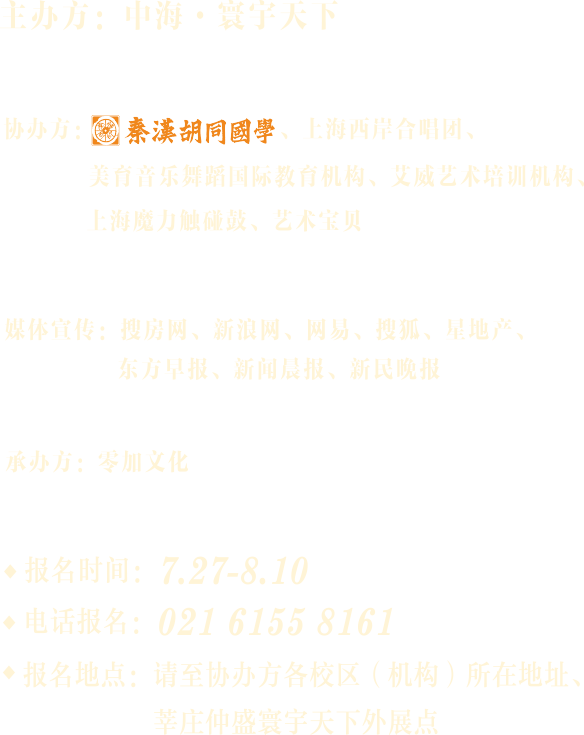 主办方：中海·寰宇天下
协办方：秦漢胡同國學、上海西岸合唱团、
美育音乐舞蹈国际教育机构、艾威艺术培训机构、
上海魔力触碰鼓、艺术宝贝
媒体宣传：搜房网、新浪网、网易、搜狐、星地产、
东方早报、新闻晨报、新民晚报
承办方：零加文化
报名时间：7.27-8.10
电话报名：021 6155 8161
报名地点：请至协办方各校区（机构）所在地址、
莘庄仲盛寰宇天下外展点